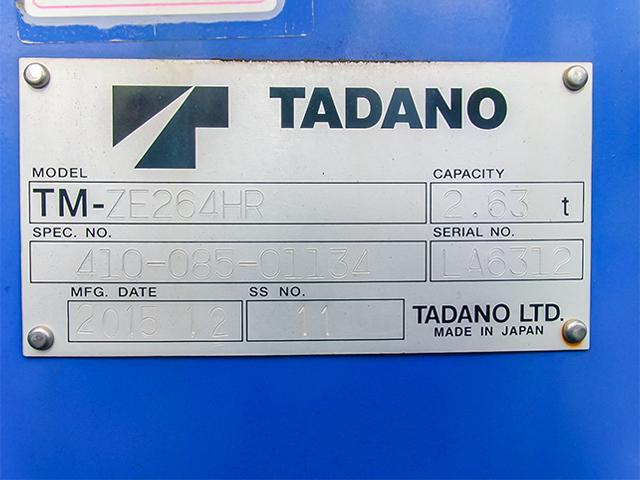 TADANO
MODEL
CAPACITY
TM-ZE264HR
2.63 t
SPEC. NO.
SERIAL NO.
410-085-01134
LA6312
MFG. DATE
SS NO.
2015 12
11
TADANO LTD.
MADE IN JAPAN